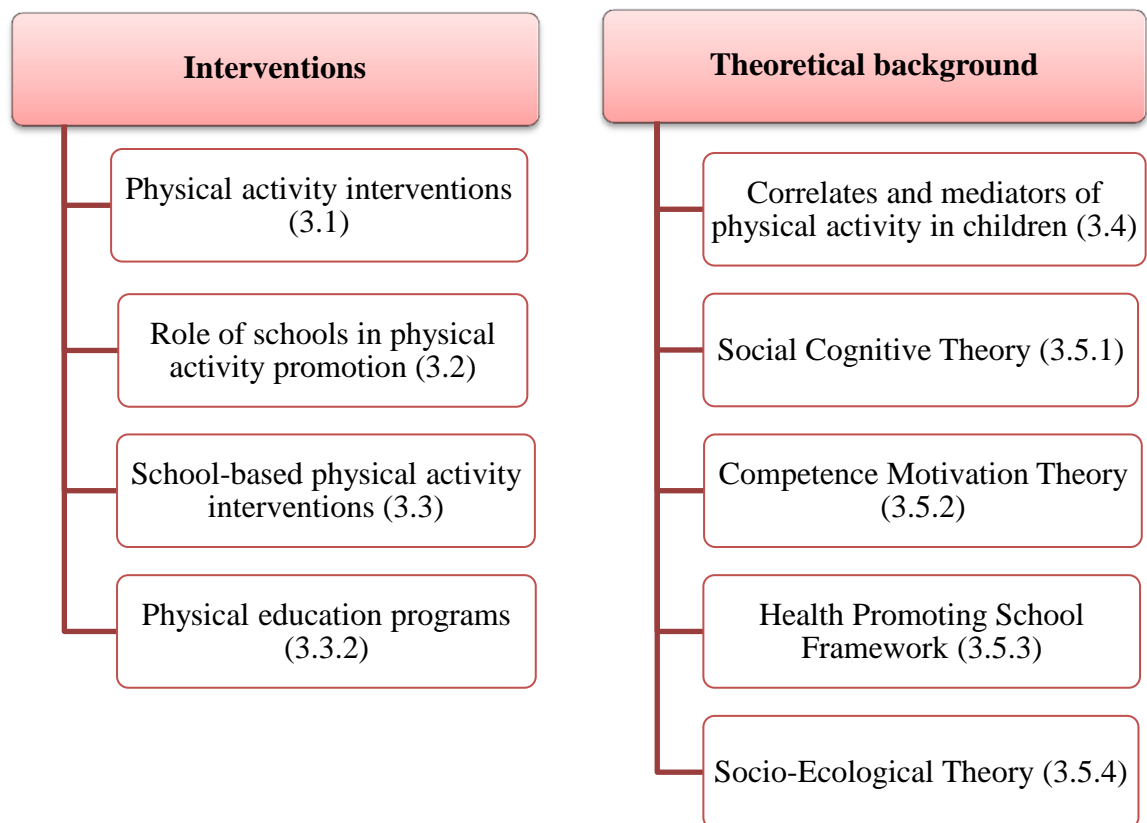 Interventions
Physical activity interventions
(3.1)
Role of schools in physical
activity promotion (3.2)
School-based physical activity
interventions (3.3)
Physical education programs
(3.3.2)
Theoretical background
Correlates and mediators of
physical activity in children (3.4)
Social Cognitive Theory (3.5.1)
Competence Motivation Theory
(3.5.2)
Health Promoting School
Framework (3.5.3)
Socio-Ecological Theory (3.5.4)